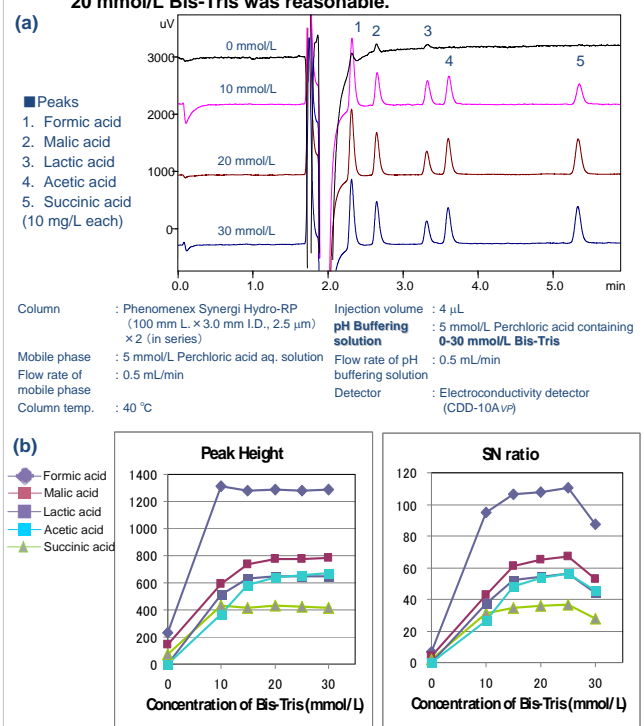 20 mmol/L Bis-Tris was reasonable.
(a)
uV
3000
2000
1000
0
0 mmol/L
10 mmol/L
20 mmol/L
30 mmol/L
1 2 3 4 5
0.0 1.0 2.0 3.0 4.0 5.0 min
■Peaks
1. Formic acid
2. Malic acid
3. Lactic acid
4. Acetic acid
5. Succinic acid
(10 mg/L each)
Column : Phenomenex Synergi Hydro-RP
(100 mm L. × 3.0 mm I.D., 2.5 μm)
×2 (in series)
Mobile phase : 5 mmol/L Perchloric acid aq. solution
Flow rate of : 0.5 mL/min
mobile phase
Column temp. : 40 °C
Injection volume : 4 μL
pH Buffering : 5 mmol/L Perchloric acid containing
solution 0-30 mmol/L Bis-Tris
Flow rate of pH : 0.5 mL/min
buffering solution
Detector : Electroconductivity detector
(CDD-10AVP)
(b)
Formic acid
Malic acid
Lactic acid
Acetic acid
Succinic acid
Peak Height
1400
1200
1000
800
600
400
200
0
0 10 20 30
Concentration of Bis-Tris (mmol/L)
SN ratio
120
100
80
60
40
20
0
0 10 20 30
Concentration of Bis-Tris (mmol/L)